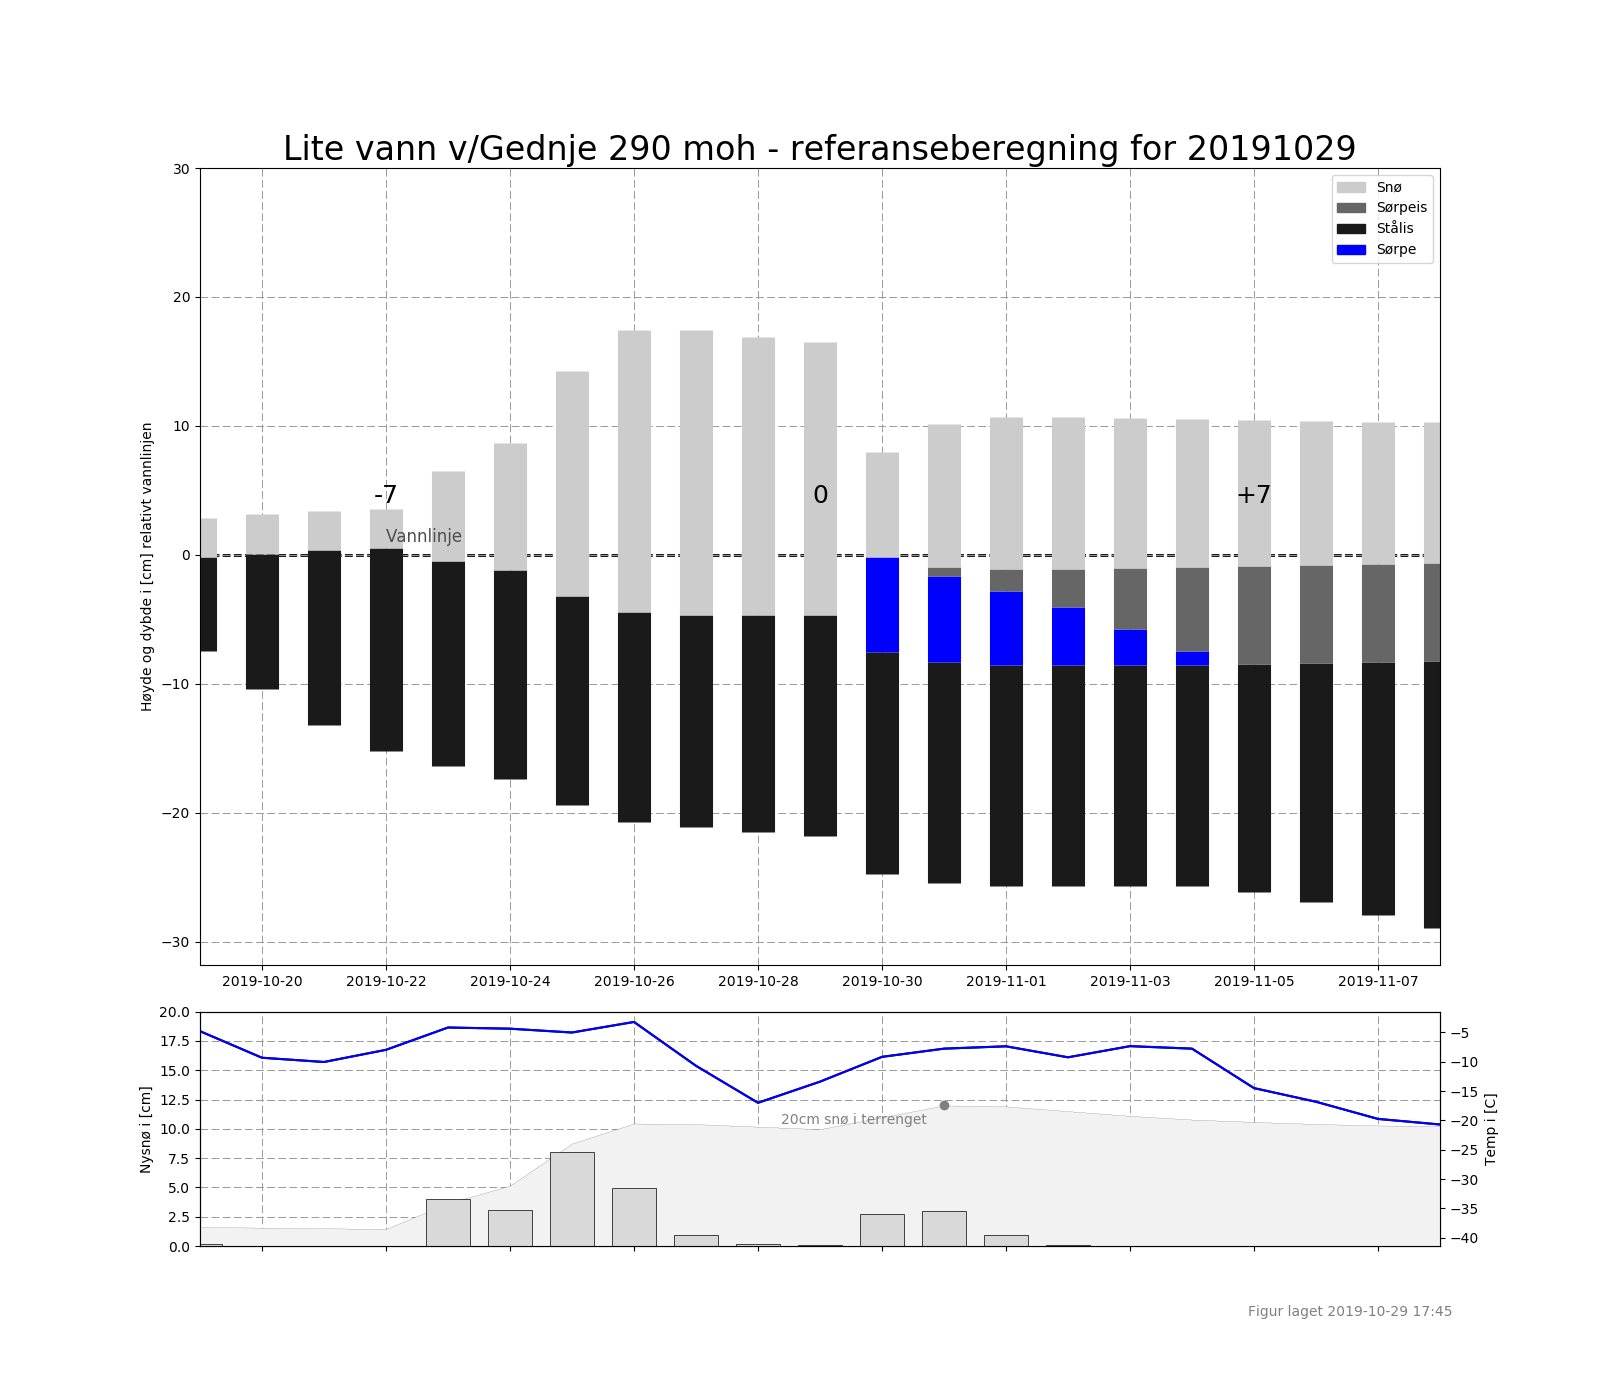 Lite vann v/Gednje 290 moh - referanseberegning for 20191029
Høyde og dybde i [cm] relativt vannlinjen
30
20
10
0
−10
−20
−30
Snø
Sørpeis
Stålis
Sørpe
-7
0
+7
Vannlinje
2019-10-20 2019-10-22 2019-10-24 2019-10-26 2019-10-28 2019-10-30 2019-11-01 2019-11-03 2019-11-05 2019-11-07
Nysnø i [cm]
20.0
17.5
15.0
12.5
10.0
7.5
5.0
2.5
0.0
20cm snø i terrenget
−5
−10
−15
−20
−25
−30
−35
−40
Temp i [C]
Figur laget 2019-10-29 17:45